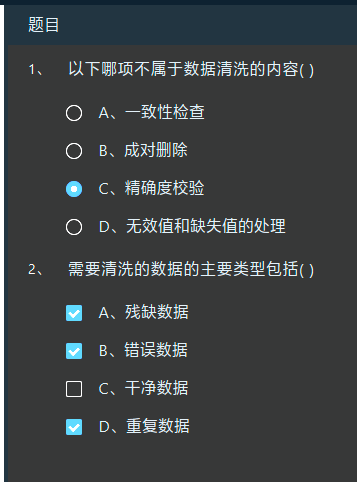 题目
1、 以下哪项不属于数据清洗的内容( )
A、一致性检查
B、成对删除
C、精确度校验
D、无效值和缺失值的处理
2、 需要清洗的数据的主要类型包括( )
A、残缺数据
B、错误数据
C、干净数据
D、重复数据